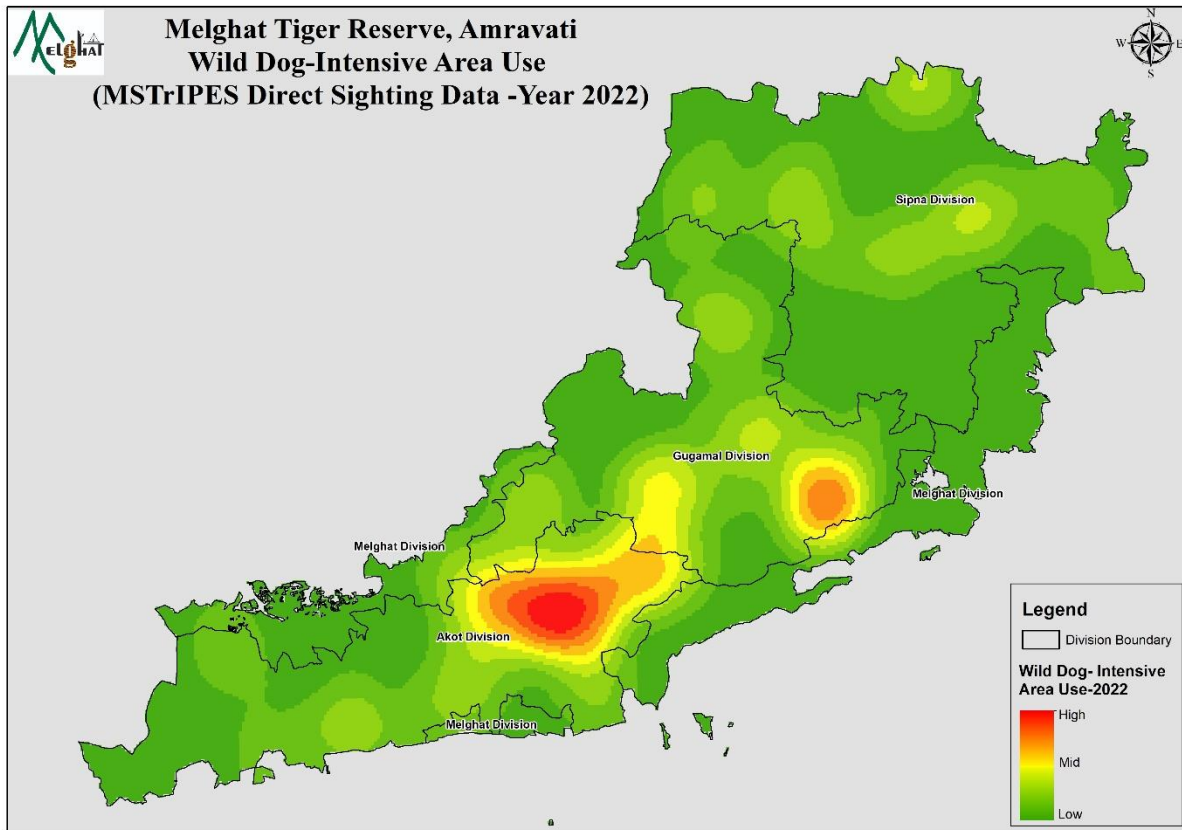 MELGHAT
Melghat Tiger Reserve, Amravati
Wild Dog-Intensive Area Use
(MSTrIPES Direct Sighting Data -Year 2022)
N
W E
S
Sipna Division
Gugamal Division
Melghat Division
Melghat Division
Akot Division
Melghat Division
Legend
Division Boundary
Wild Dog- Intensive
Area Use-2022
High
Mid
Low